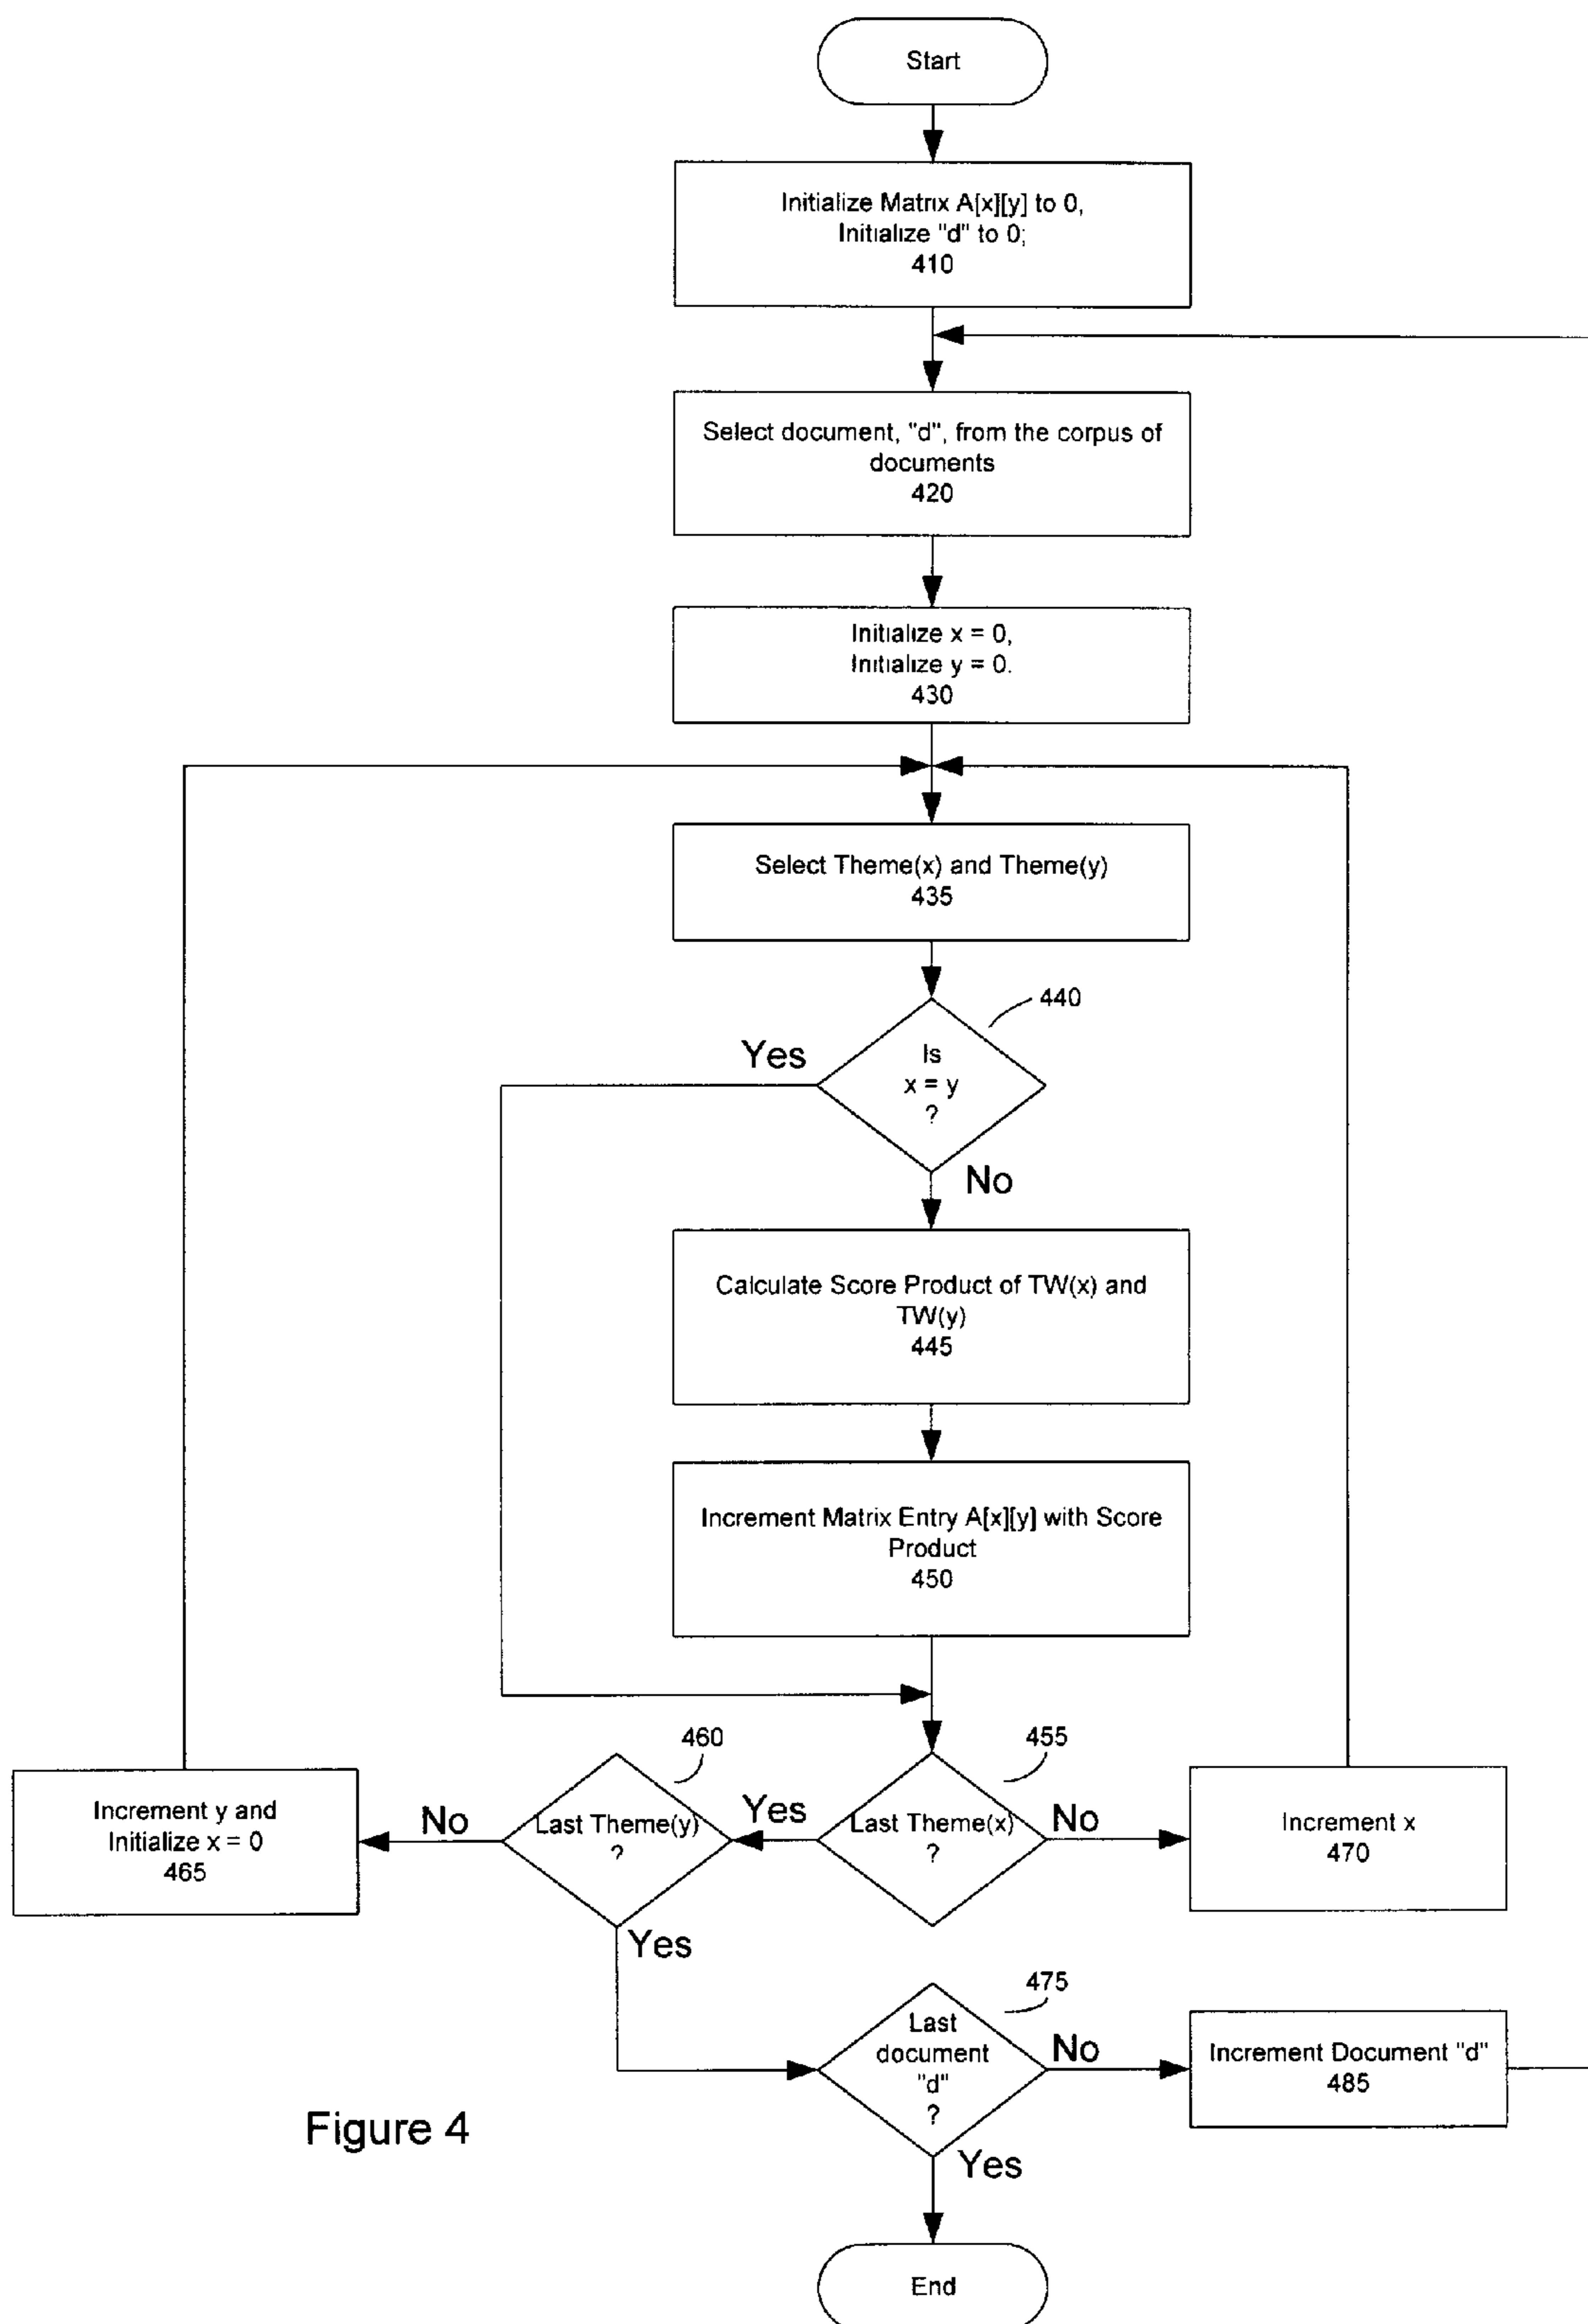 Start
Initialize Matrix A[x][y] to 0,
Initialize "d" to 0;
410
Select document, "d", from the corpus of
documents
420
Initialize x = 0,
Initialize y = 0.
430
Select Theme(x) and Theme(y)
435
440
Is
x = y
?
Yes
No
Calculate Score Product of TW(x) and
TW(y)
445
Increment Matrix Entry A[x][y] with Score
Product
450
460
455
Increment y and
Initialize x = 0
465
No
Last Theme(y)
?
Yes
Last Theme(x)
?
No
Increment x
470
Yes
475
Last
document
"d"
?
No
Increment Document "d"
485
Figure 4
Yes
End